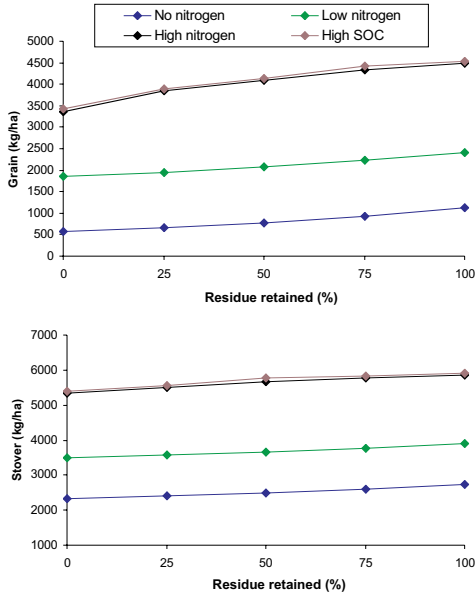 No nitrogen Low nitrogen
High nitrogen High SOC
5000
4500
4000
3500
3000
2500
2000
1500
1000
500
0
Grain (kg/ha)
0 25 50 75 100
Residue retained (%)
7000
6000
5000
4000
3000
2000
1000
Stover (kg/ha)
0 25 50 75 100
Residue retained (%)